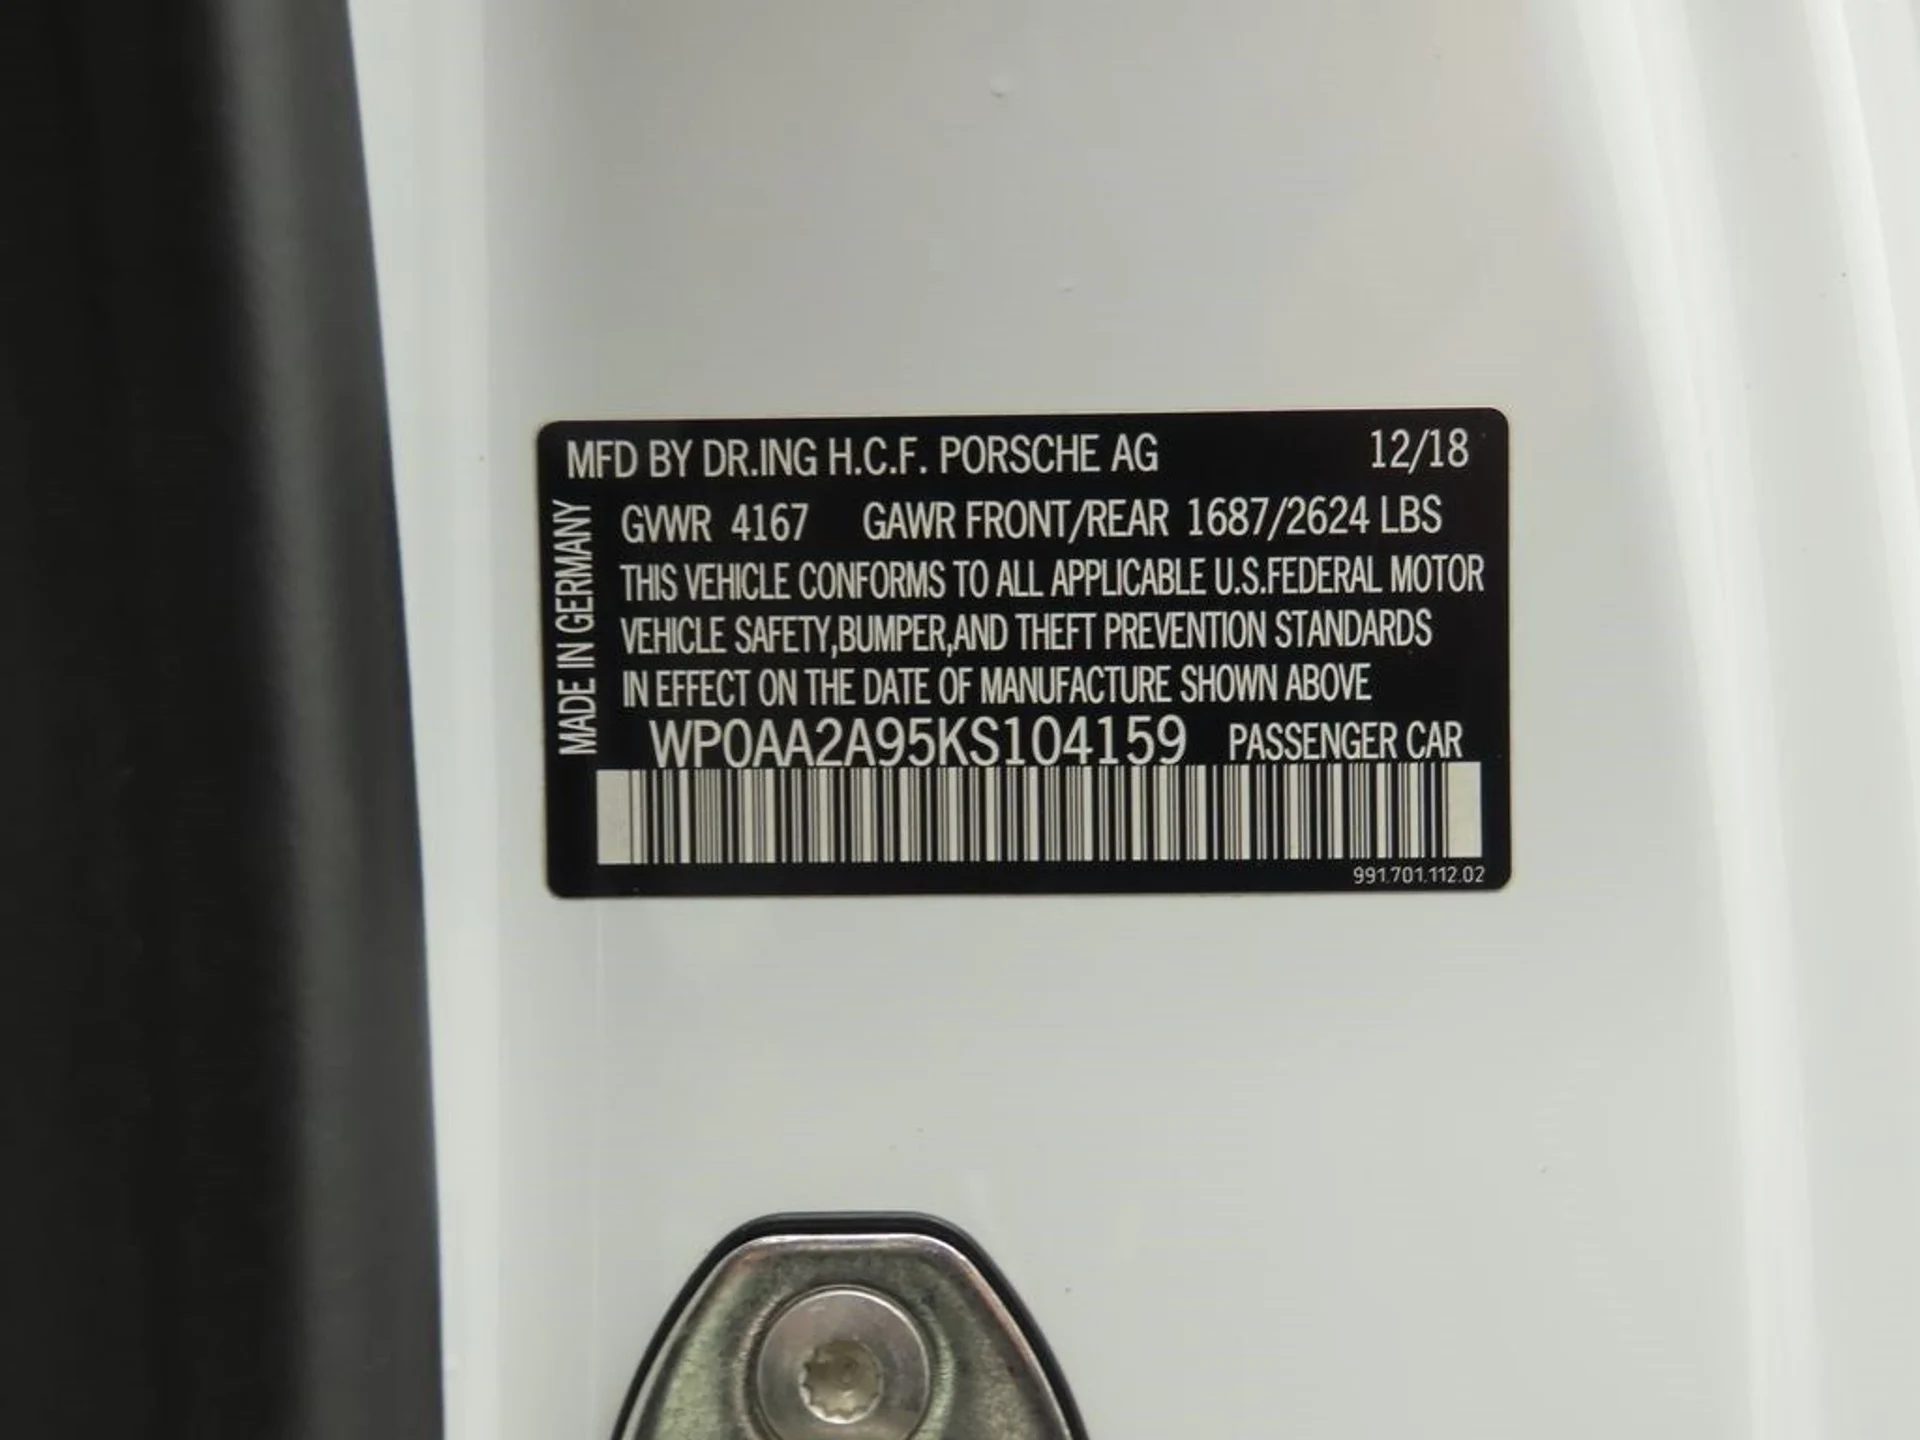 MFD BY DR.ING H.C.F. PORSCHE AG 12/18
MADE IN GERMANY
GVWR 4167 GAWR FRONT/REAR 1687/2624 LBS
THIS VEHICLE CONFORMS TO ALL APPLICABLE U.S.FEDERAL MOTOR
VEHICLE SAFETY,BUMPER,AND THEFT PREVENTION STANDARDS
IN EFFECT ON THE DATE OF MANUFACTURE SHOWN ABOVE
WP0AA2A95KS104159 PASSENGER CAR
991.701.112.02